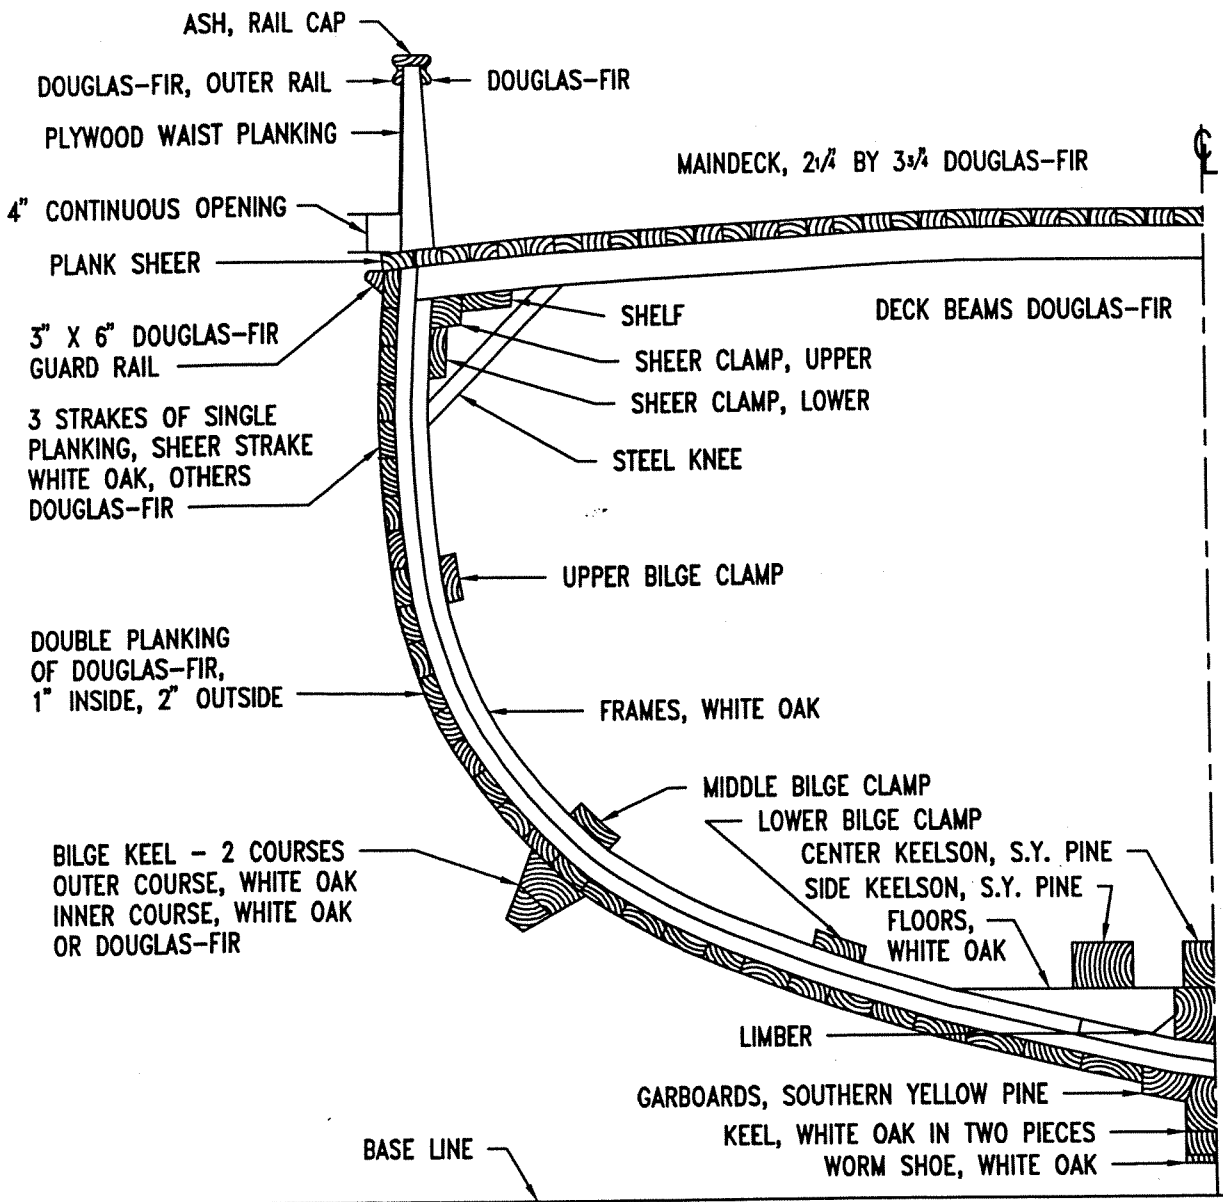 ASH, RAIL CAP
DOUGLAS-FIR, OUTER RAIL
DOUGLAS-FIR
PLYWOOD WAIST PLANKING
℄
MAINDECK, 2 1/4" BY 3 3/4" DOUGLAS-FIR
4" CONTINUOUS OPENING
PLANK SHEER
3" X 6" DOUGLAS-FIR
GUARD RAIL
SHELF
DECK BEAMS DOUGLAS-FIR
SHEER CLAMP, UPPER
SHEER CLAMP, LOWER
3 STRAKES OF SINGLE
PLANKING, SHEER STRAKE
WHITE OAK, OTHERS
DOUGLAS-FIR
STEEL KNEE
UPPER BILGE CLAMP
DOUBLE PLANKING
OF DOUGLAS-FIR,
1" INSIDE, 2" OUTSIDE
FRAMES, WHITE OAK
MIDDLE BILGE CLAMP
LOWER BILGE CLAMP
BILGE KEEL - 2 COURSES
OUTER COURSE, WHITE OAK
INNER COURSE, WHITE OAK
OR DOUGLAS-FIR
CENTER KEELSON, S.Y. PINE
SIDE KEELSON, S.Y. PINE
FLOORS,
WHITE OAK
LIMBER
GARBOARDS, SOUTHERN YELLOW PINE
KEEL, WHITE OAK IN TWO PIECES
WORM SHOE, WHITE OAK
BASE LINE